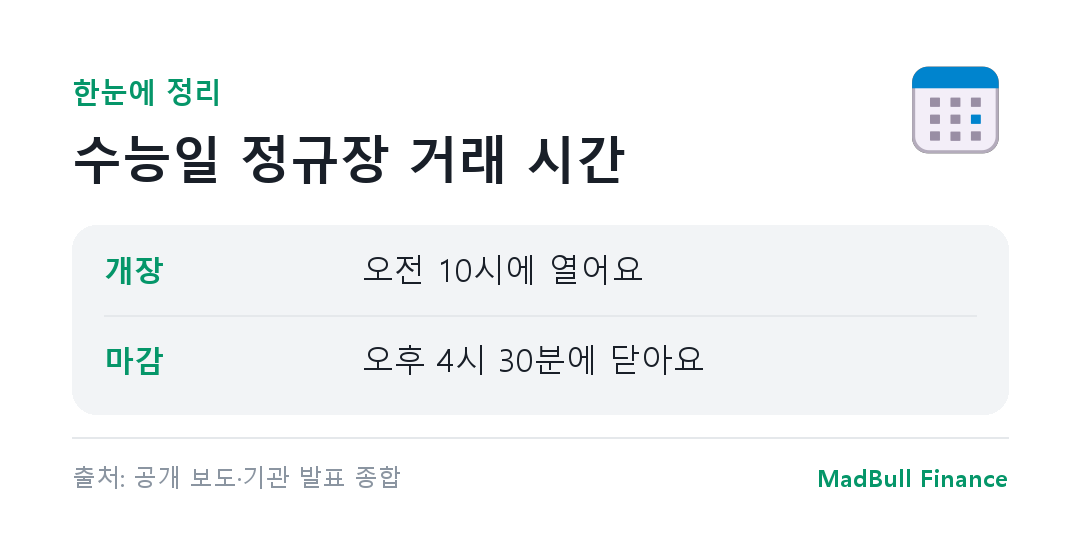 한눈에 정리
수능일 정규장 거래 시간
개장 오전 10시에 열어요
마감 오후 4시 30분에 닫아요
출처: 공개 보도·기관 발표 종합
MadBull Finance